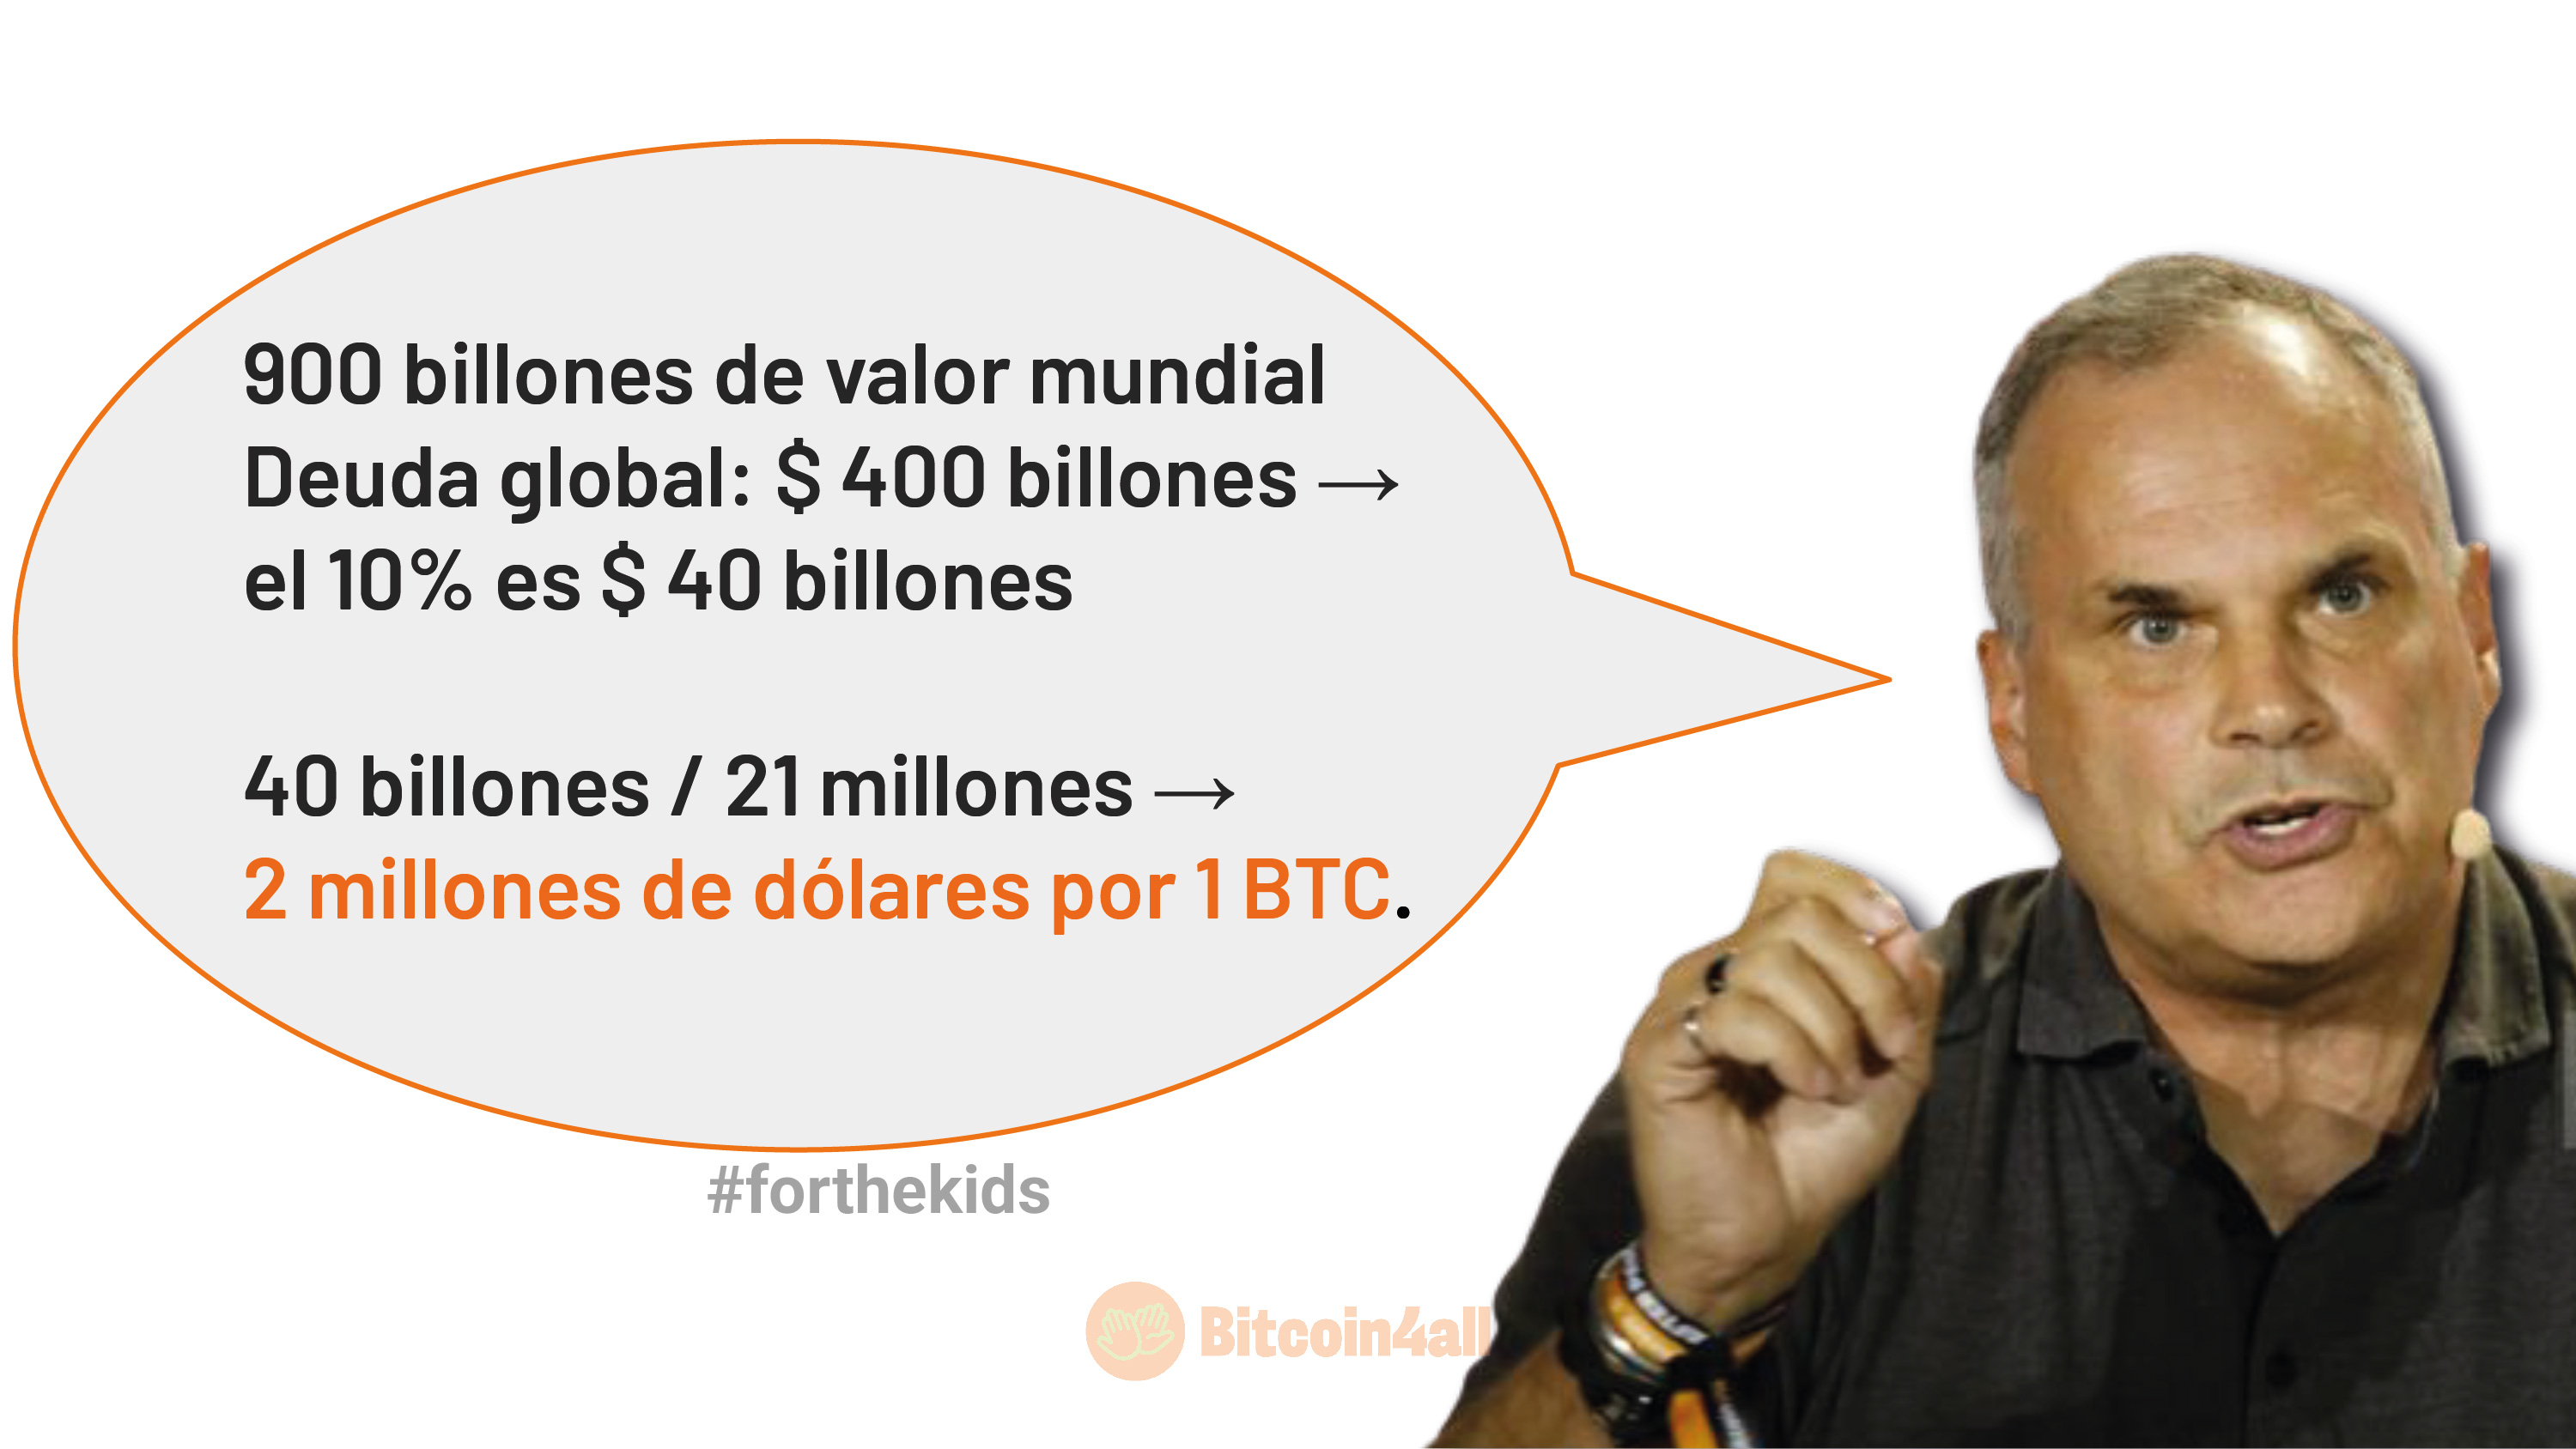 900 billones de valor mundial
Deuda global: $ 400 billones →
el 10% es $ 40 billones
40 billones / 21 millones →
2 millones de dólares por 1 BTC.
#forthekids
Bitcoin4all